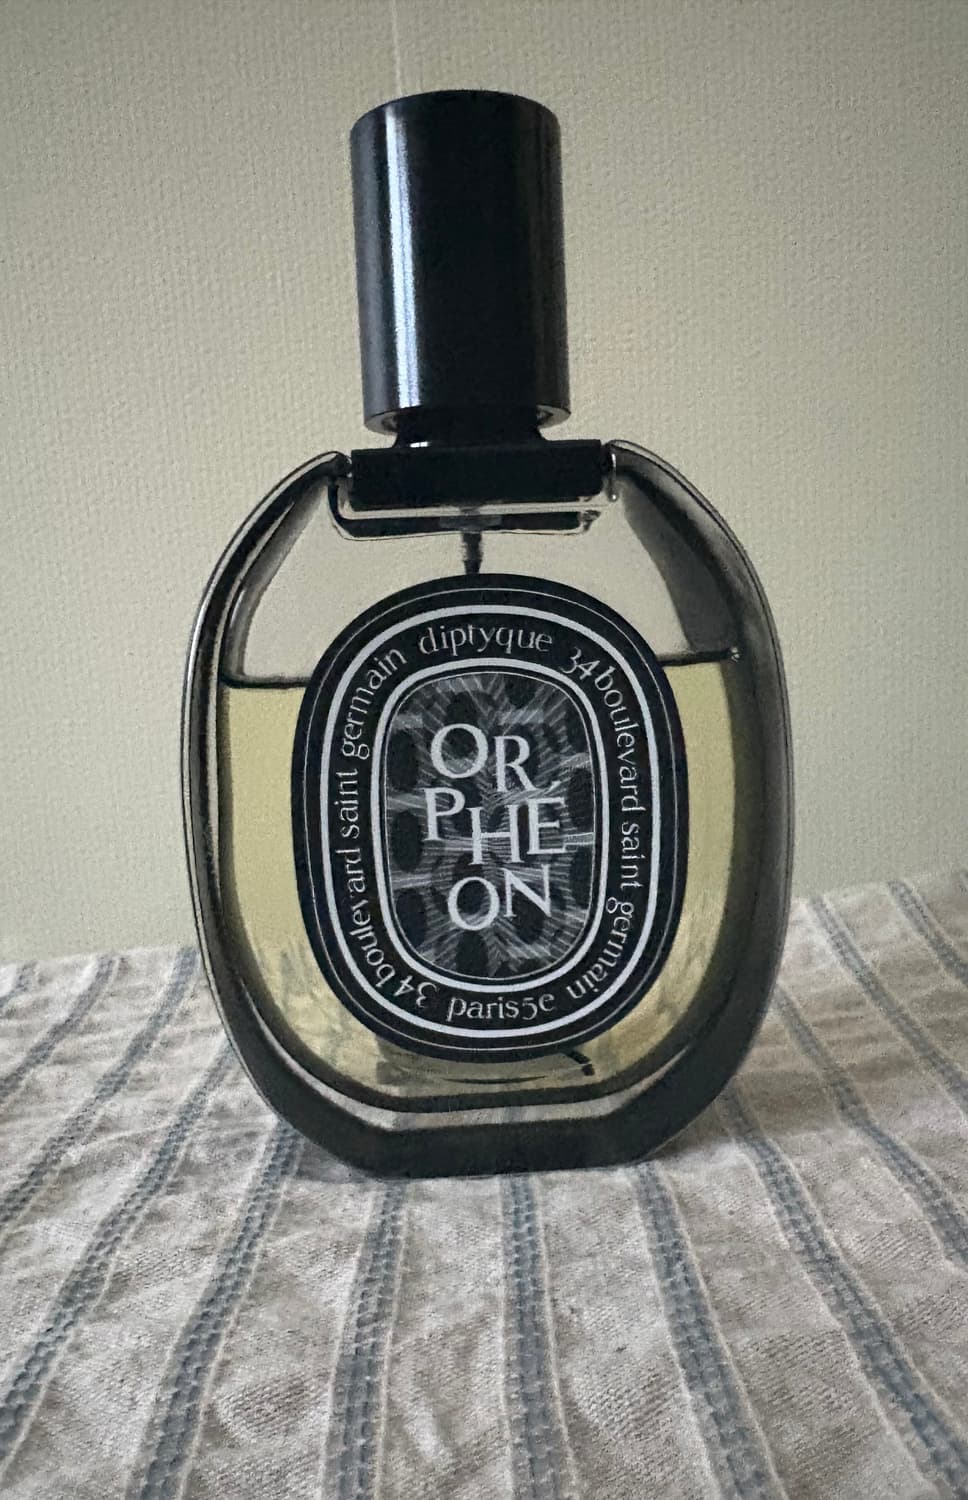 diptyque
34 boulevard saint germain
paris5e
34 boulevard saint germain
OR
PHÉ
ON